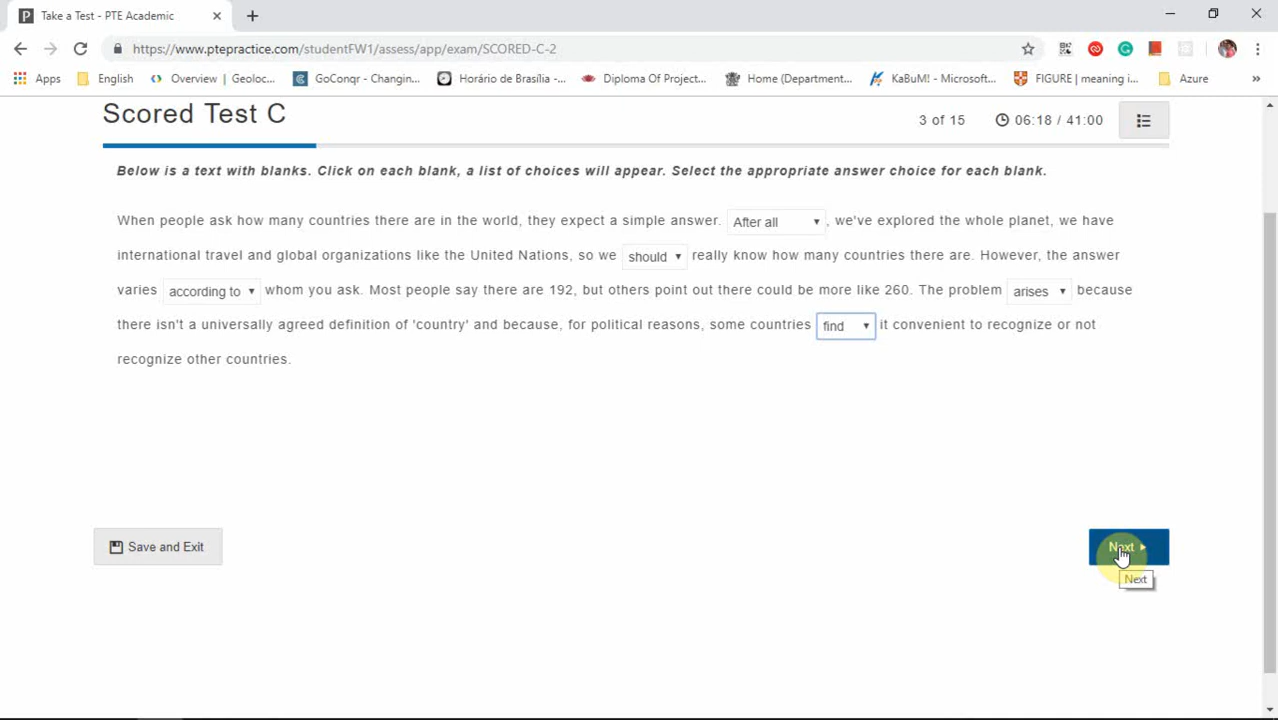 Take a Test - PTE Academic
https://www.ptepractice.com/studentFW1/assess/app/exam/SCORED-C-2
Apps English Overview | Geoloc... GoConqr - Changin... Horário de Brasília -... Diploma Of Project... Home (Department... KaBuM! - Microsoft... FIGURE | meaning i... Azure »
Scored Test C
3 of 15 06:18 / 41:00
Below is a text with blanks. Click on each blank, a list of choices will appear. Select the appropriate answer choice for each blank.
When people ask how many countries there are in the world, they expect a simple answer. After all , we've explored the whole planet, we have
international travel and global organizations like the United Nations, so we should really know how many countries there are. However, the answer
varies according to whom you ask. Most people say there are 192, but others point out there could be more like 260. The problem arises because
there isn't a universally agreed definition of 'country' and because, for political reasons, some countries find it convenient to recognize or not
recognize other countries.
Save and Exit Next
Next